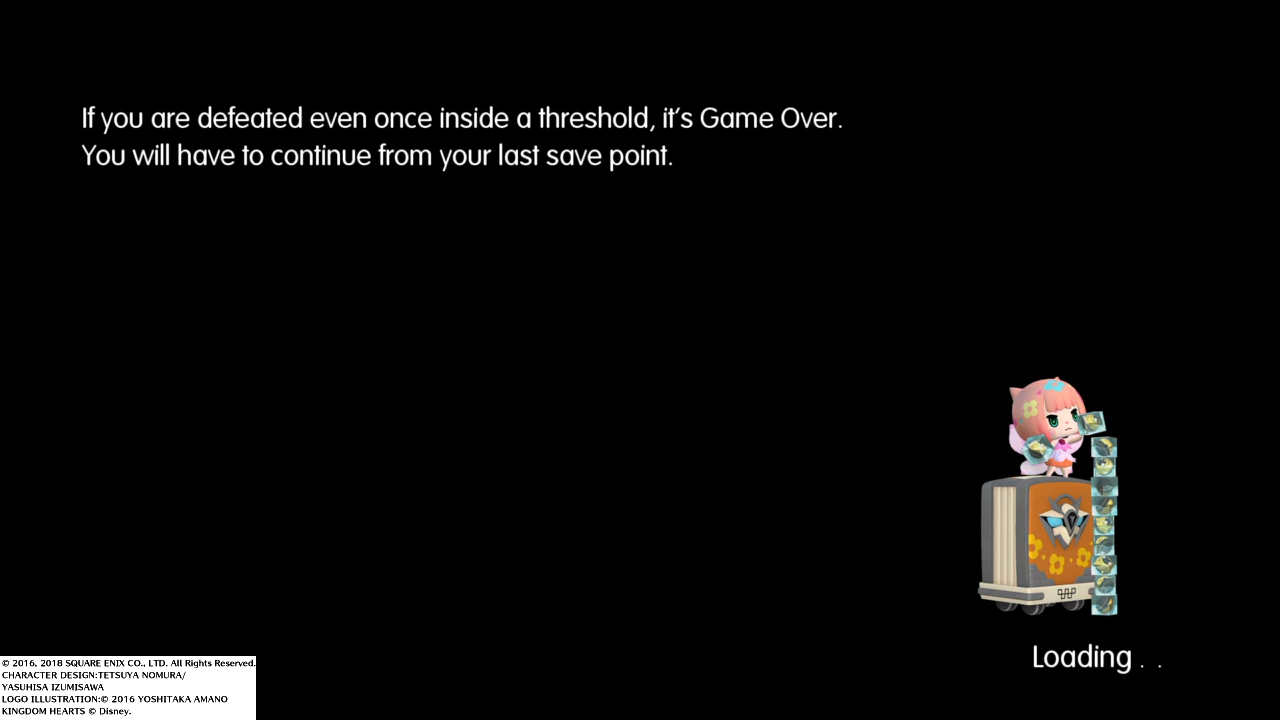 If you are defeated even once inside a threshold, it's Game Over.
You will have to continue from your last save point.
Loading . .
© 2016, 2018 SQUARE ENIX CO., LTD. All Rights Reserved.
CHARACTER DESIGN:TETSUYA NOMURA/
YASUHISA IZUMISAWA
LOGO ILLUSTRATION:© 2016 YOSHITAKA AMANO
KINGDOM HEARTS © Disney.